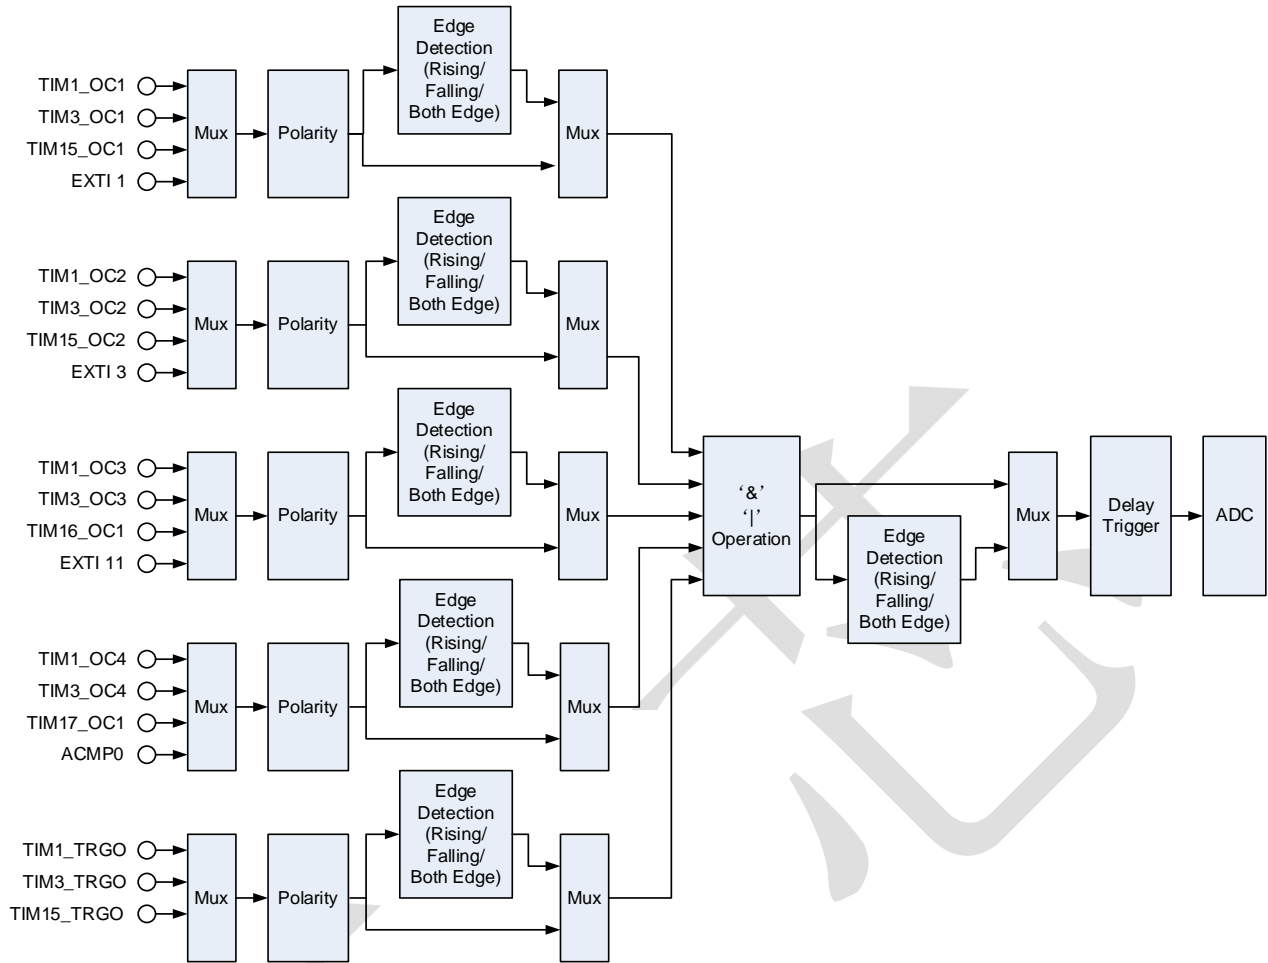 Edge
Detection
(Rising/
Falling/
Both Edge)
TIM1_OC1
TIM3_OC1
TIM15_OC1
EXTI 1
Mux
Polarity
Mux
Edge
Detection
(Rising/
Falling/
Both Edge)
TIM1_OC2
TIM3_OC2
TIM15_OC2
EXTI 3
Mux
Polarity
Mux
Edge
Detection
(Rising/
Falling/
Both Edge)
TIM1_OC3
TIM3_OC3
TIM16_OC1
EXTI 11
Mux
Polarity
Mux
Edge
Detection
(Rising/
Falling/
Both Edge)
TIM1_OC4
TIM3_OC4
TIM17_OC1
ACMP0
Mux
Polarity
Mux
Edge
Detection
(Rising/
Falling/
Both Edge)
TIM1_TRGO
TIM3_TRGO
TIM15_TRGO
Mux
Polarity
Mux
‘&’
‘|’
Operation
Edge
Detection
(Rising/
Falling/
Both Edge)
Mux
Delay
Trigger
ADC